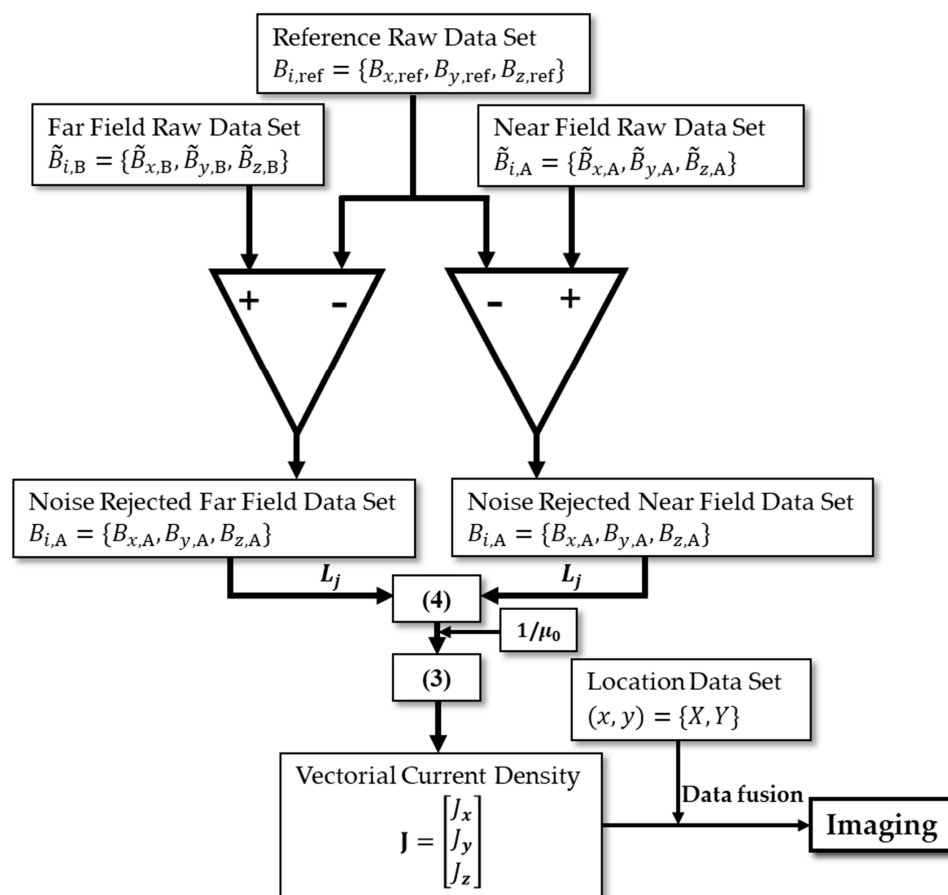 Reference Raw Data Set
B_{i,ref} = {B_{x,ref}, B_{y,ref}, B_{z,ref}}
Far Field Raw Data Set
B̃_{i,B} = {B̃_{x,B}, B̃_{y,B}, B̃_{z,B}}
Near Field Raw Data Set
B̃_{i,A} = {B̃_{x,A}, B̃_{y,A}, B̃_{z,A}}
+ -
- +
Noise Rejected Far Field Data Set
B_{i,A} = {B_{x,A}, B_{y,A}, B_{z,A}}
Noise Rejected Near Field Data Set
B_{i,A} = {B_{x,A}, B_{y,A}, B_{z,A}}
L_j
L_j
(4)
1/μ₀
(3)
Location Data Set
(x, y) = {X, Y}
Vectorial Current Density
J = [J_x
J_y
J_z]
Data fusion
Imaging